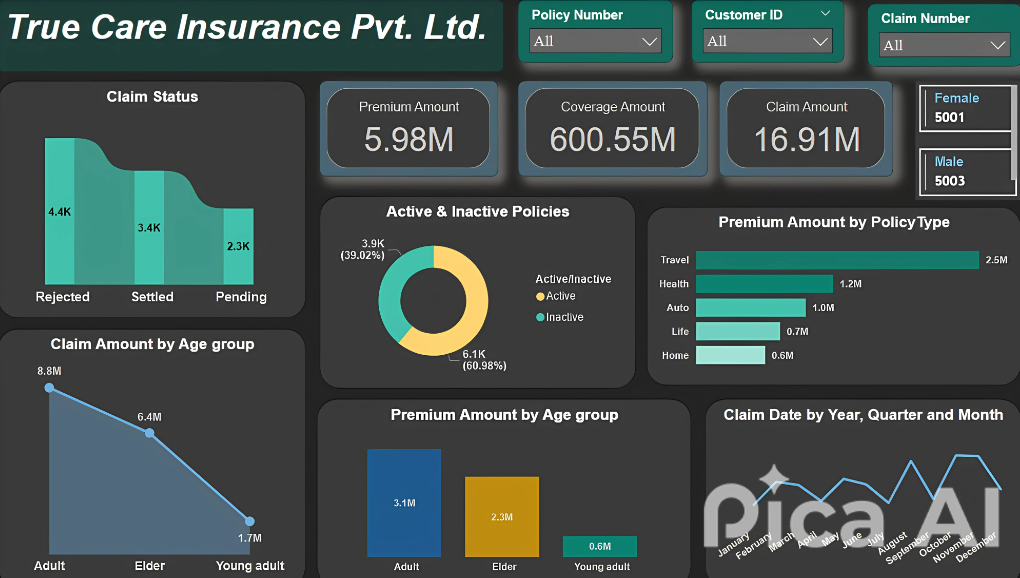 True Care Insurance Pvt. Ltd.
Policy Number
All
Customer ID
All
Claim Number
All
Claim Status
4.4K
3.4K
2.3K
Rejected
Settled
Pending
Premium Amount
5.98M
Coverage Amount
600.55M
Claim Amount
16.91M
Female
5001
Male
5003
Active & Inactive Policies
3.9K
(39.02%)
6.1K
(60.98%)
Active/Inactive
Active
Inactive
Premium Amount by PolicyType
Travel 2.5M
Health 1.2M
Auto 1.0M
Life 0.7M
Home 0.6M
Claim Amount by Age group
8.8M
6.4M
1.7M
Adult
Elder
Young adult
Premium Amount by Age group
3.1M
2.3M
0.6M
Adult
Elder
Young adult
Claim Date by Year, Quarter and Month
January
February
March
April
May
June
July
August
September
October
November
December
Pica AI